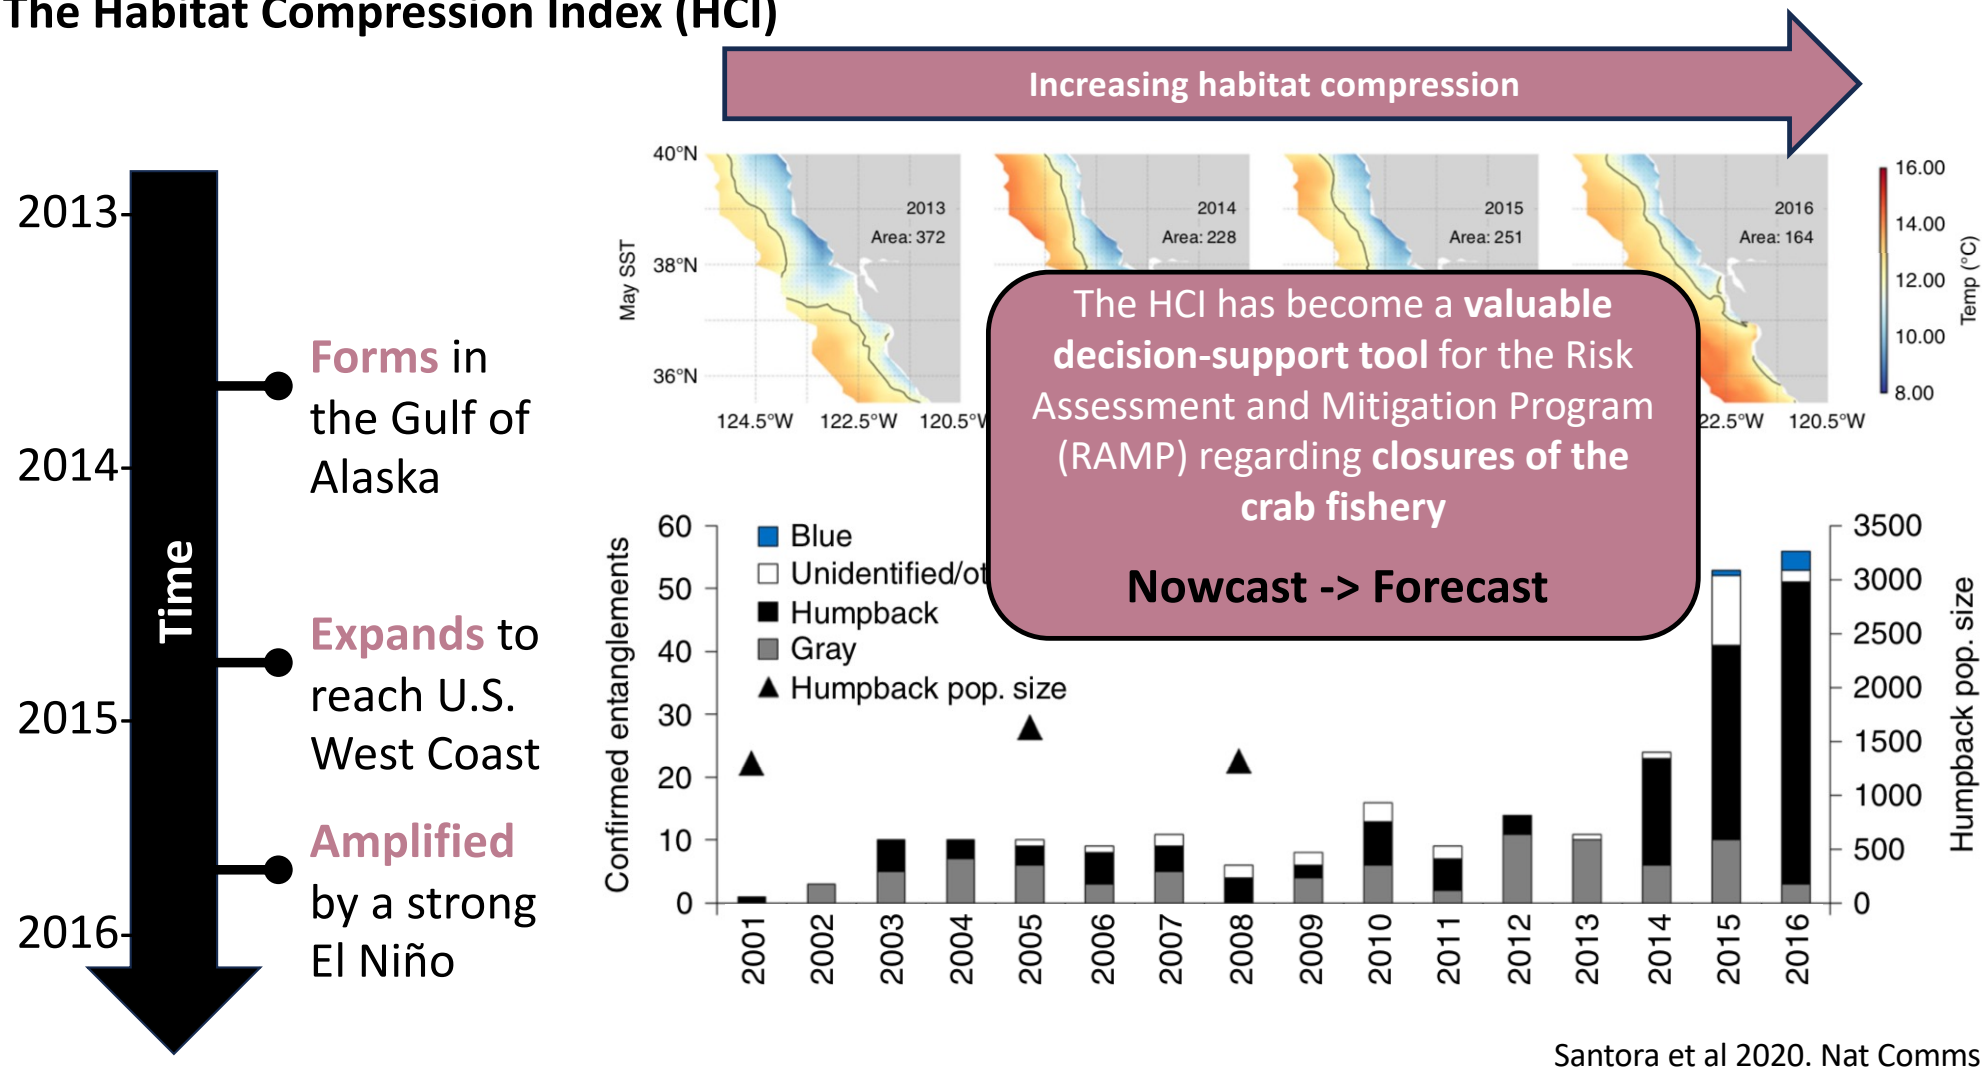 The Habitat Compression Index (HCI)
Increasing habitat compression
Time
2013
2014
2015
2016
Forms in
the Gulf of
Alaska
Expands to
reach U.S.
West Coast
Amplified
by a strong
El Niño
May SST
40°N
38°N
36°N
2013
Area: 372
2014
Area: 228
2015
Area: 251
2016
Area: 164
124.5°W 122.5°W 120.5°W
22.5°W 120.5°W
16.00
14.00
12.00
10.00
8.00
Temp (°C)
The HCI has become a valuable
decision-support tool for the Risk
Assessment and Mitigation Program
(RAMP) regarding closures of the
crab fishery
Nowcast -> Forecast
Confirmed entanglements
60
50
40
30
20
10
0
Blue
Unidentified/ot
Humpback
Gray
Humpback pop. size
3500
3000
2500
2000
1500
1000
500
0
Humpback pop. size
2001 2002 2003 2004 2005 2006 2007 2008 2009 2010 2011 2012 2013 2014 2015 2016
Santora et al 2020. Nat Comms